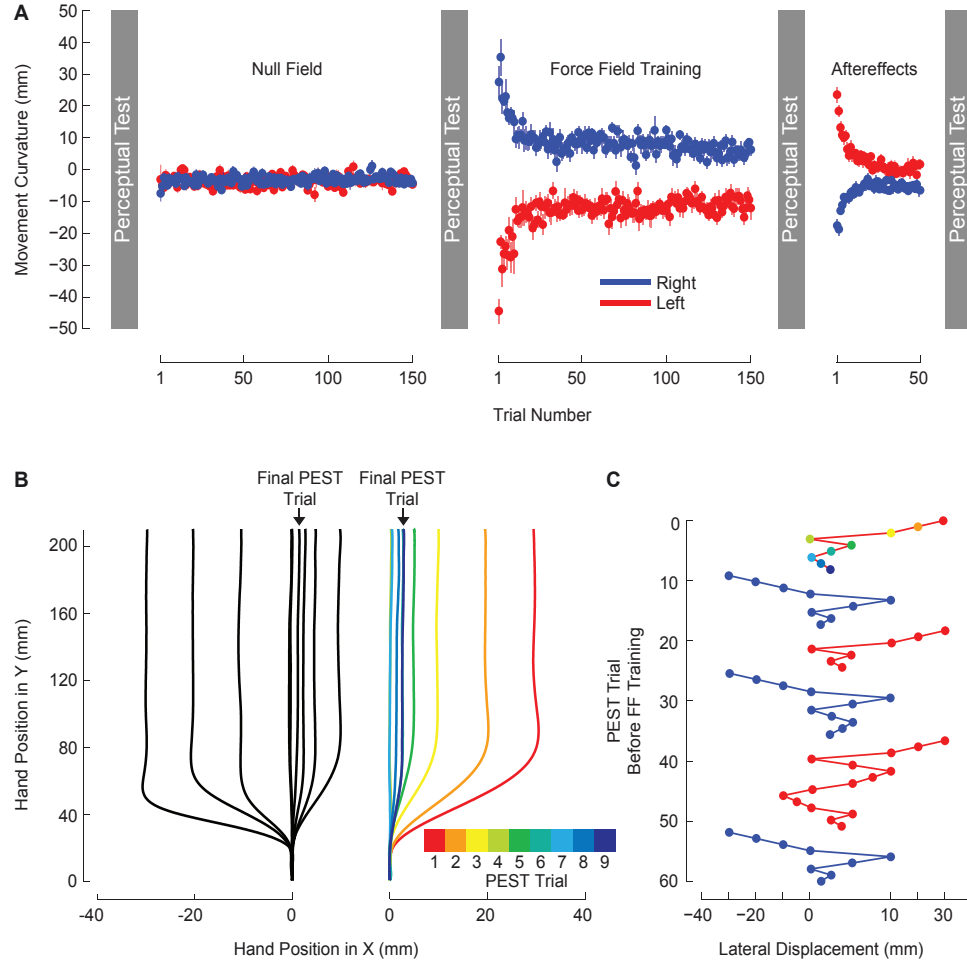 A
Movement Curvature (mm)
50
40
30
20
10
0
−10
−20
−30
−40
−50
Perceptual Test
Null Field
Perceptual Test
Force Field Training
Right
Left
Perceptual Test
Aftereffects
Perceptual Test
1 50 100 150
1 50 100 150
1 50
Trial Number
B
Final PEST Trial
Final PEST Trial
Hand Position in Y (mm)
200
160
120
80
40
0
1 2 3 4 5 6 7 8 9
PEST Trial
-40 0 0 20 40
Hand Position in X (mm)
C
PEST Trial
Before FF Training
0
10
20
30
40
50
60
−40 −30 −20 0 10 30
Lateral Displacement (mm)